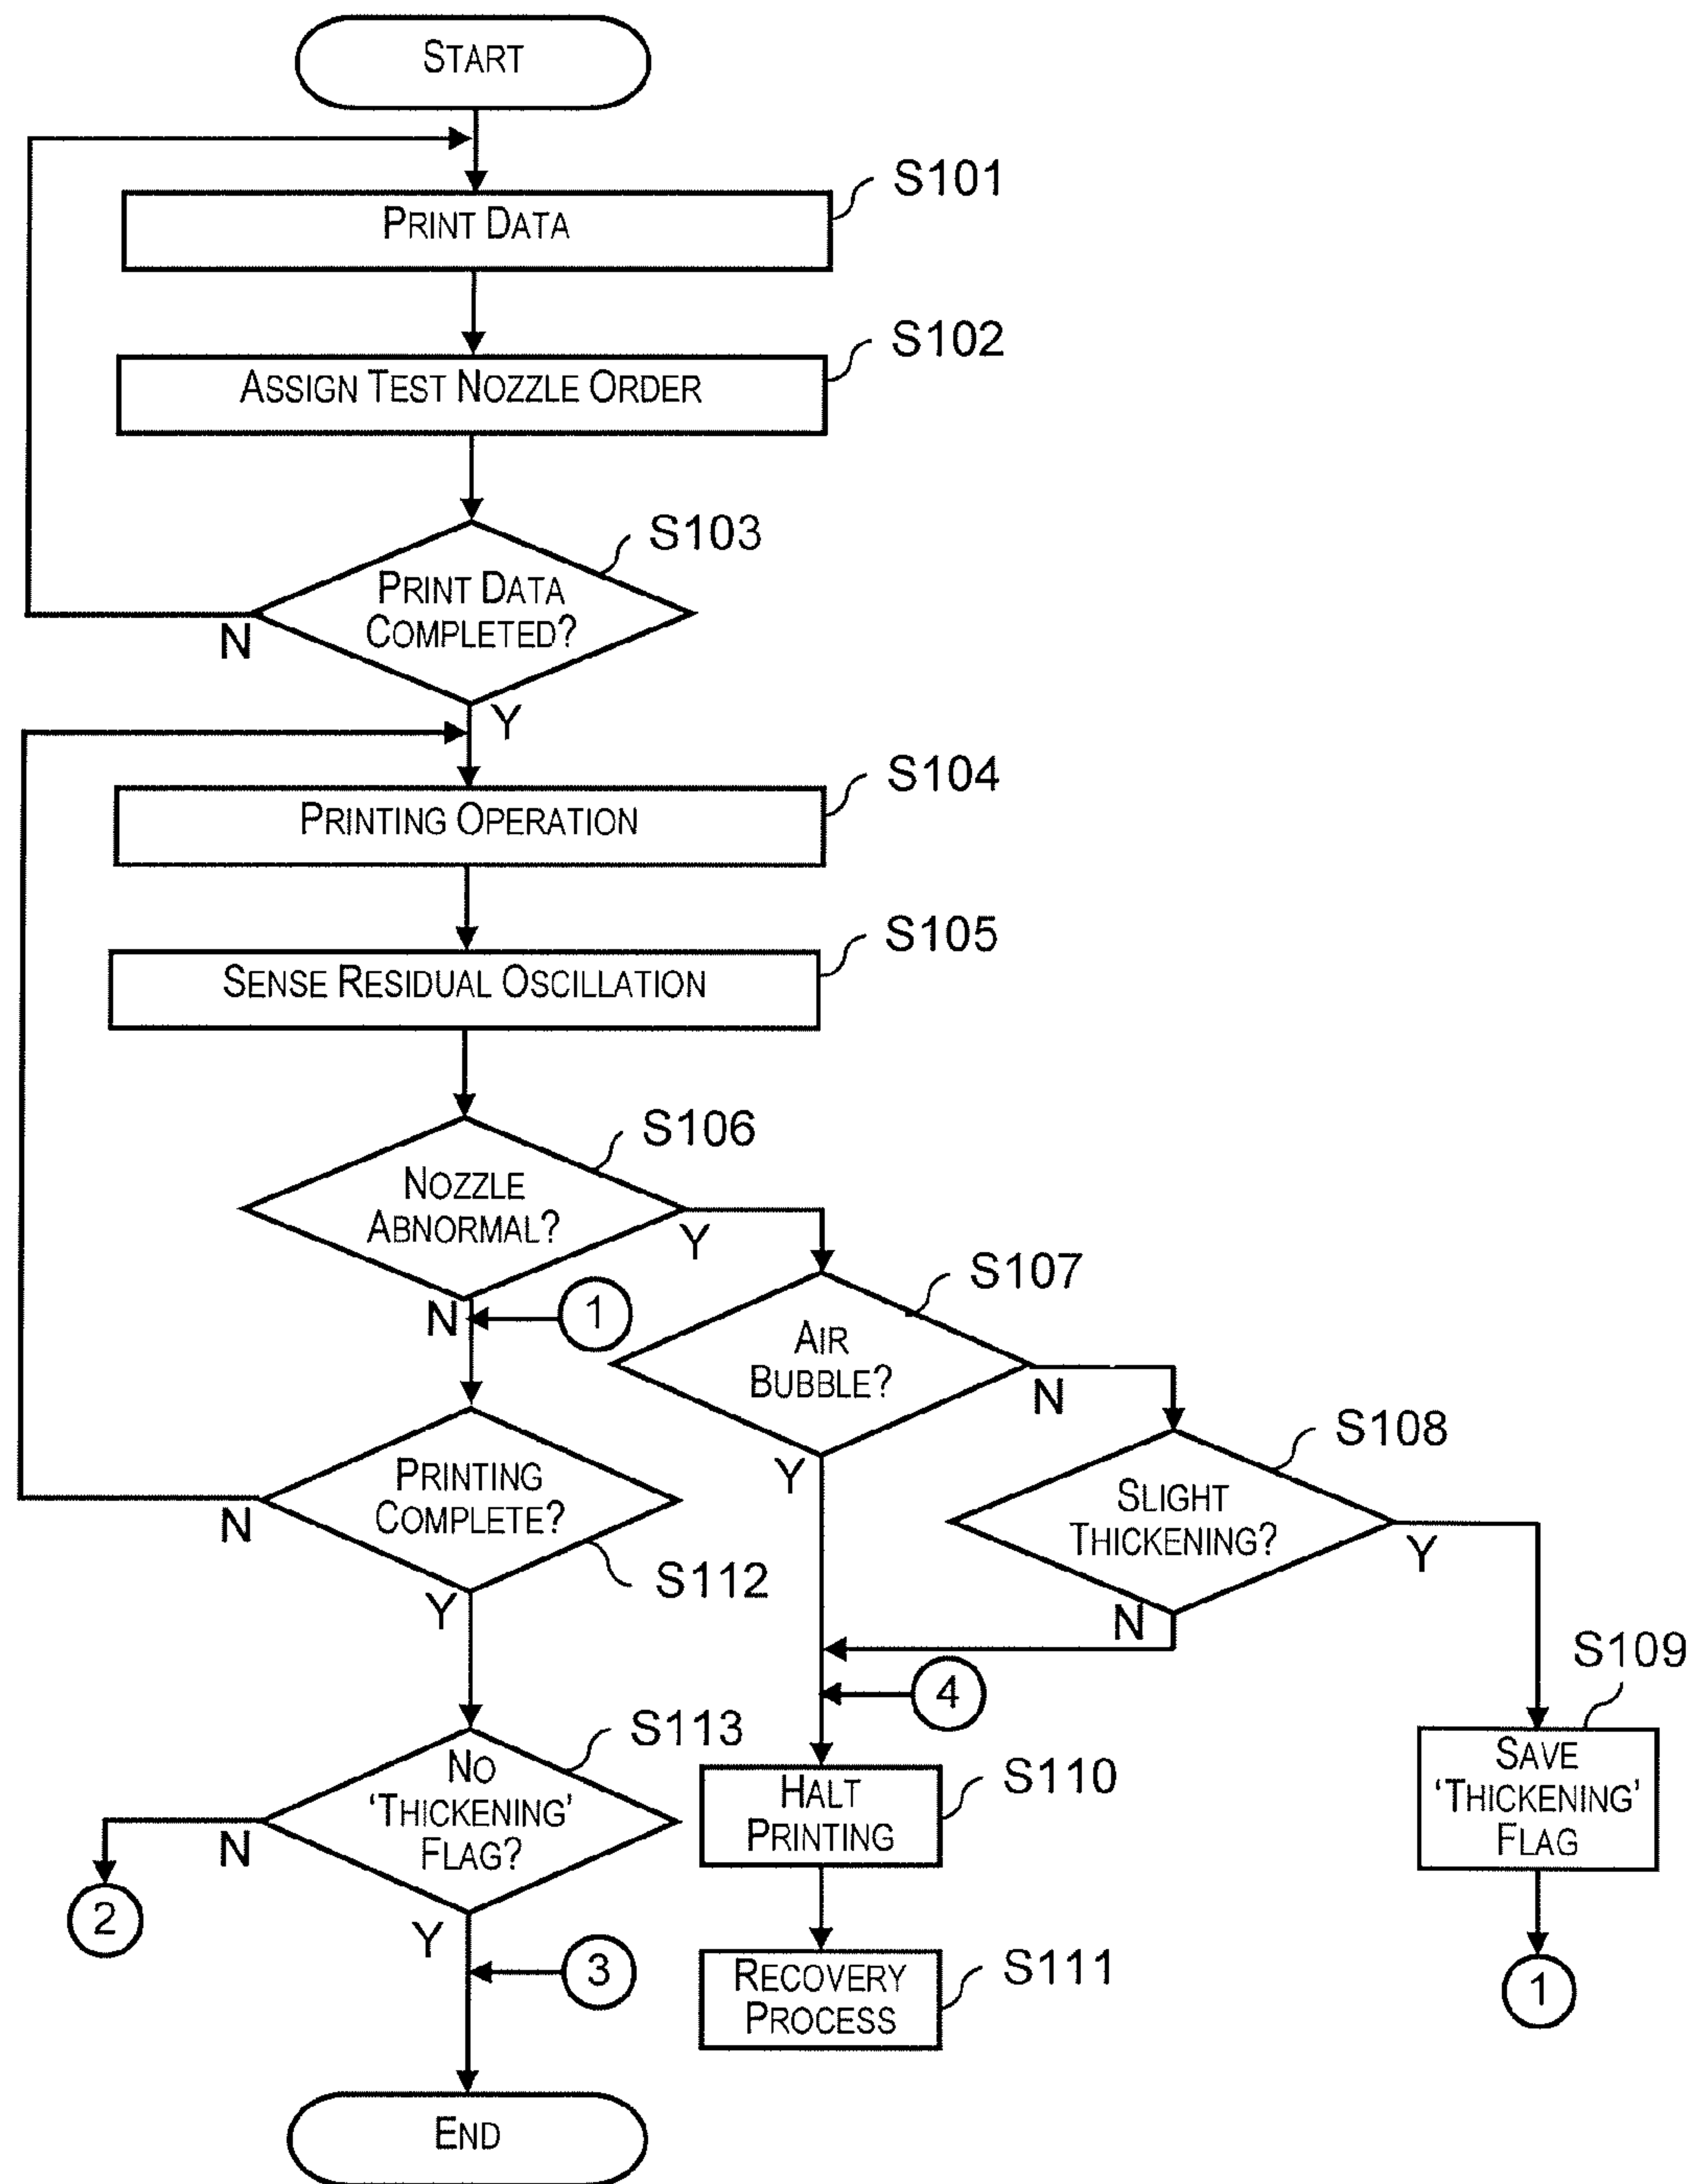 START
S101
PRINT DATA
S102
ASSIGN TEST NOZZLE ORDER
S103
PRINT DATA
COMPLETED?
N
Y
S104
PRINTING OPERATION
S105
SENSE RESIDUAL OSCILLATION
S106
NOZZLE
ABNORMAL?
Y
N
1
S107
AIR
BUBBLE?
N
Y
S108
SLIGHT
THICKENING?
Y
N
PRINTING
COMPLETE?
N
S112
Y
4
S109
SAVE
'THICKENING'
FLAG
1
S113
NO
'THICKENING'
FLAG?
N
2
Y
3
S110
HALT
PRINTING
S111
RECOVERY
PROCESS
END